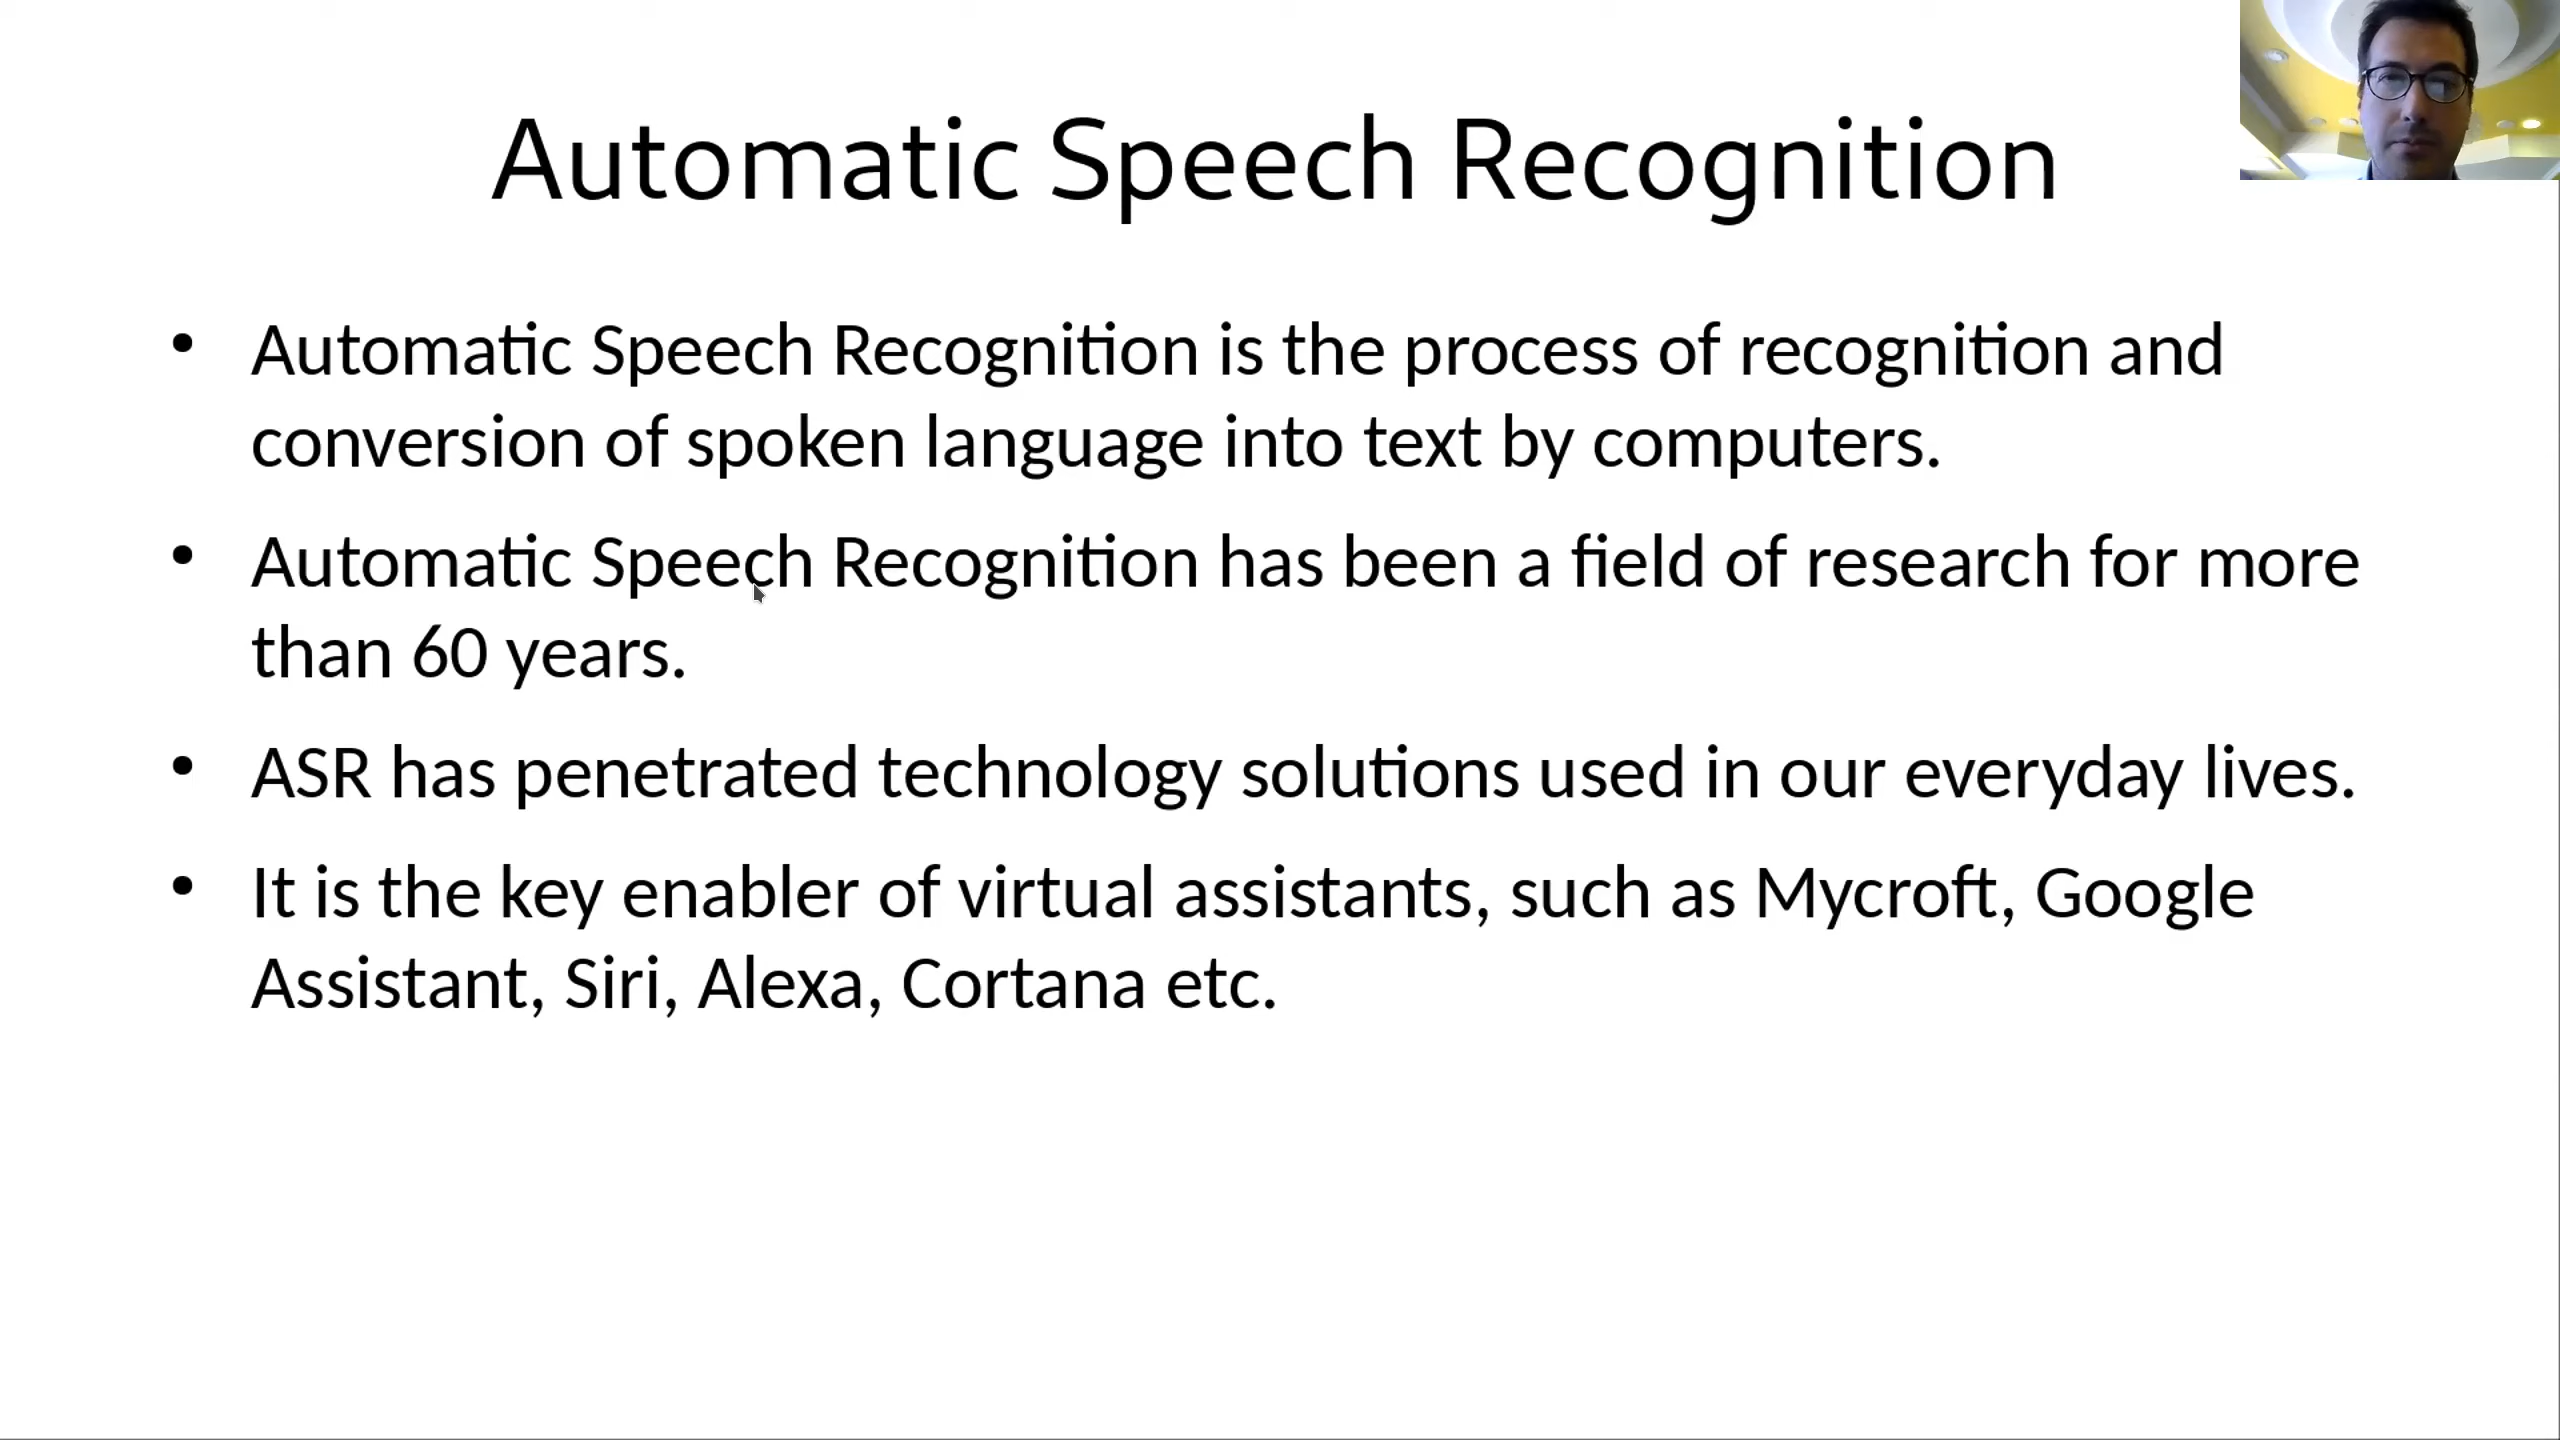 Automatic Speech Recognition
• Automatic Speech Recognition is the process of recognition and
conversion of spoken language into text by computers.
• Automatic Speech Recognition has been a field of research for more
than 60 years.
• ASR has penetrated technology solutions used in our everyday lives.
• It is the key enabler of virtual assistants, such as Mycroft, Google
Assistant, Siri, Alexa, Cortana etc.